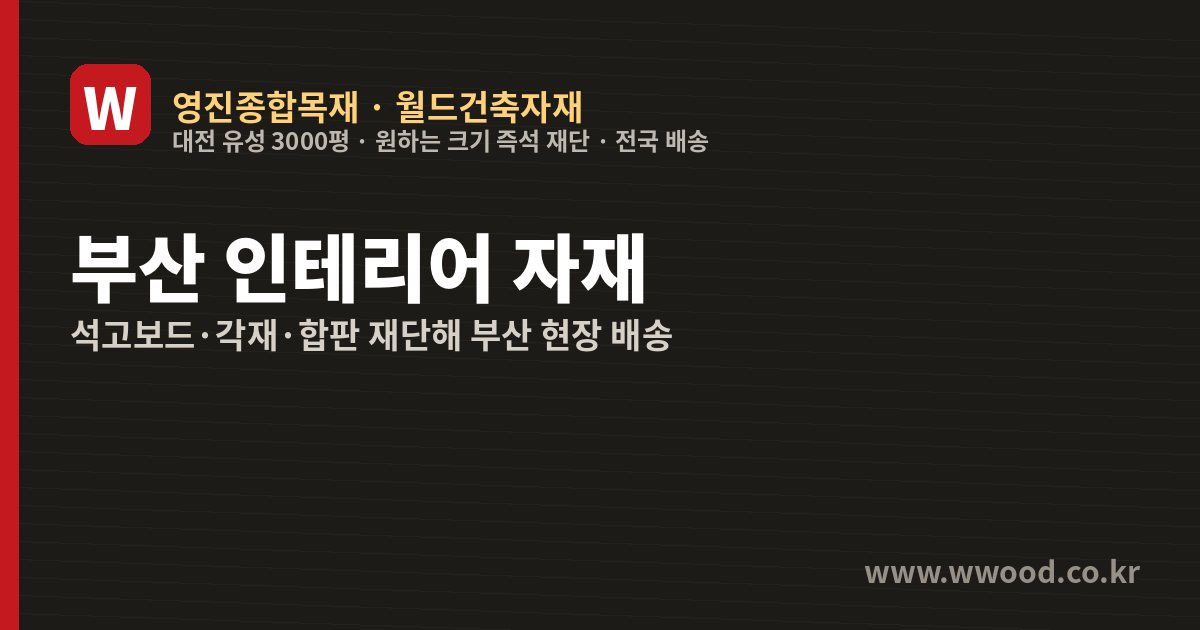 W
영진종합목재 · 월드건축자재
대전 유성 3000평 · 원하는 크기 즉석 재단 · 전국 배송
부산 인테리어 자재
석고보드·각재·합판 재단해 부산 현장 배송
www.wwood.co.kr